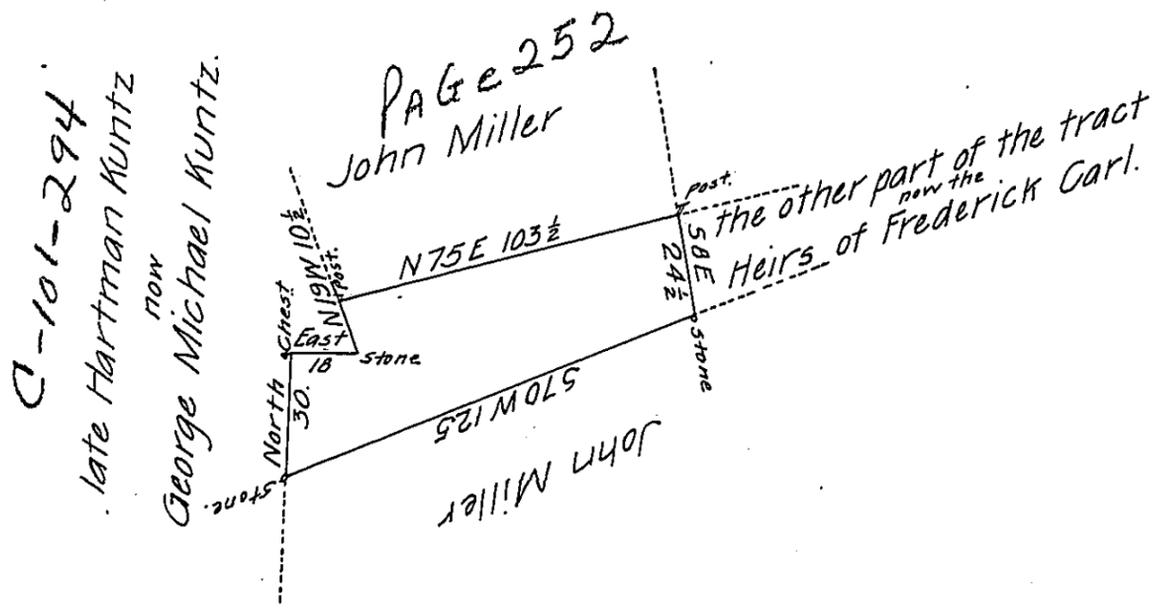 C-101-294
late Hartman Kuntz
now
George Michael Kuntz.
PAGe 252
John Miller
N19W 10½
Post.
N75E 103½
Post.
S8E
24½
the other part of the tract
now the
Heirs of Frederick Carl.
Chest
East
18
Stone
North
30.
Stone
S70W125
Stone.
John Miller